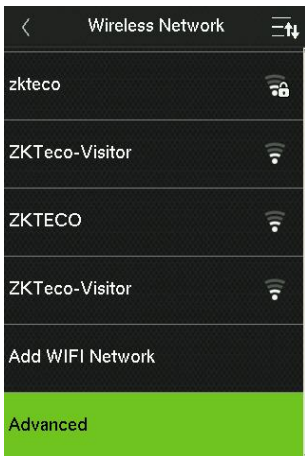 Wireless Network
zkteco
ZKTeco-Visitor
ZKTECO
ZKTeco-Visitor
Add WIFI Network
Advanced